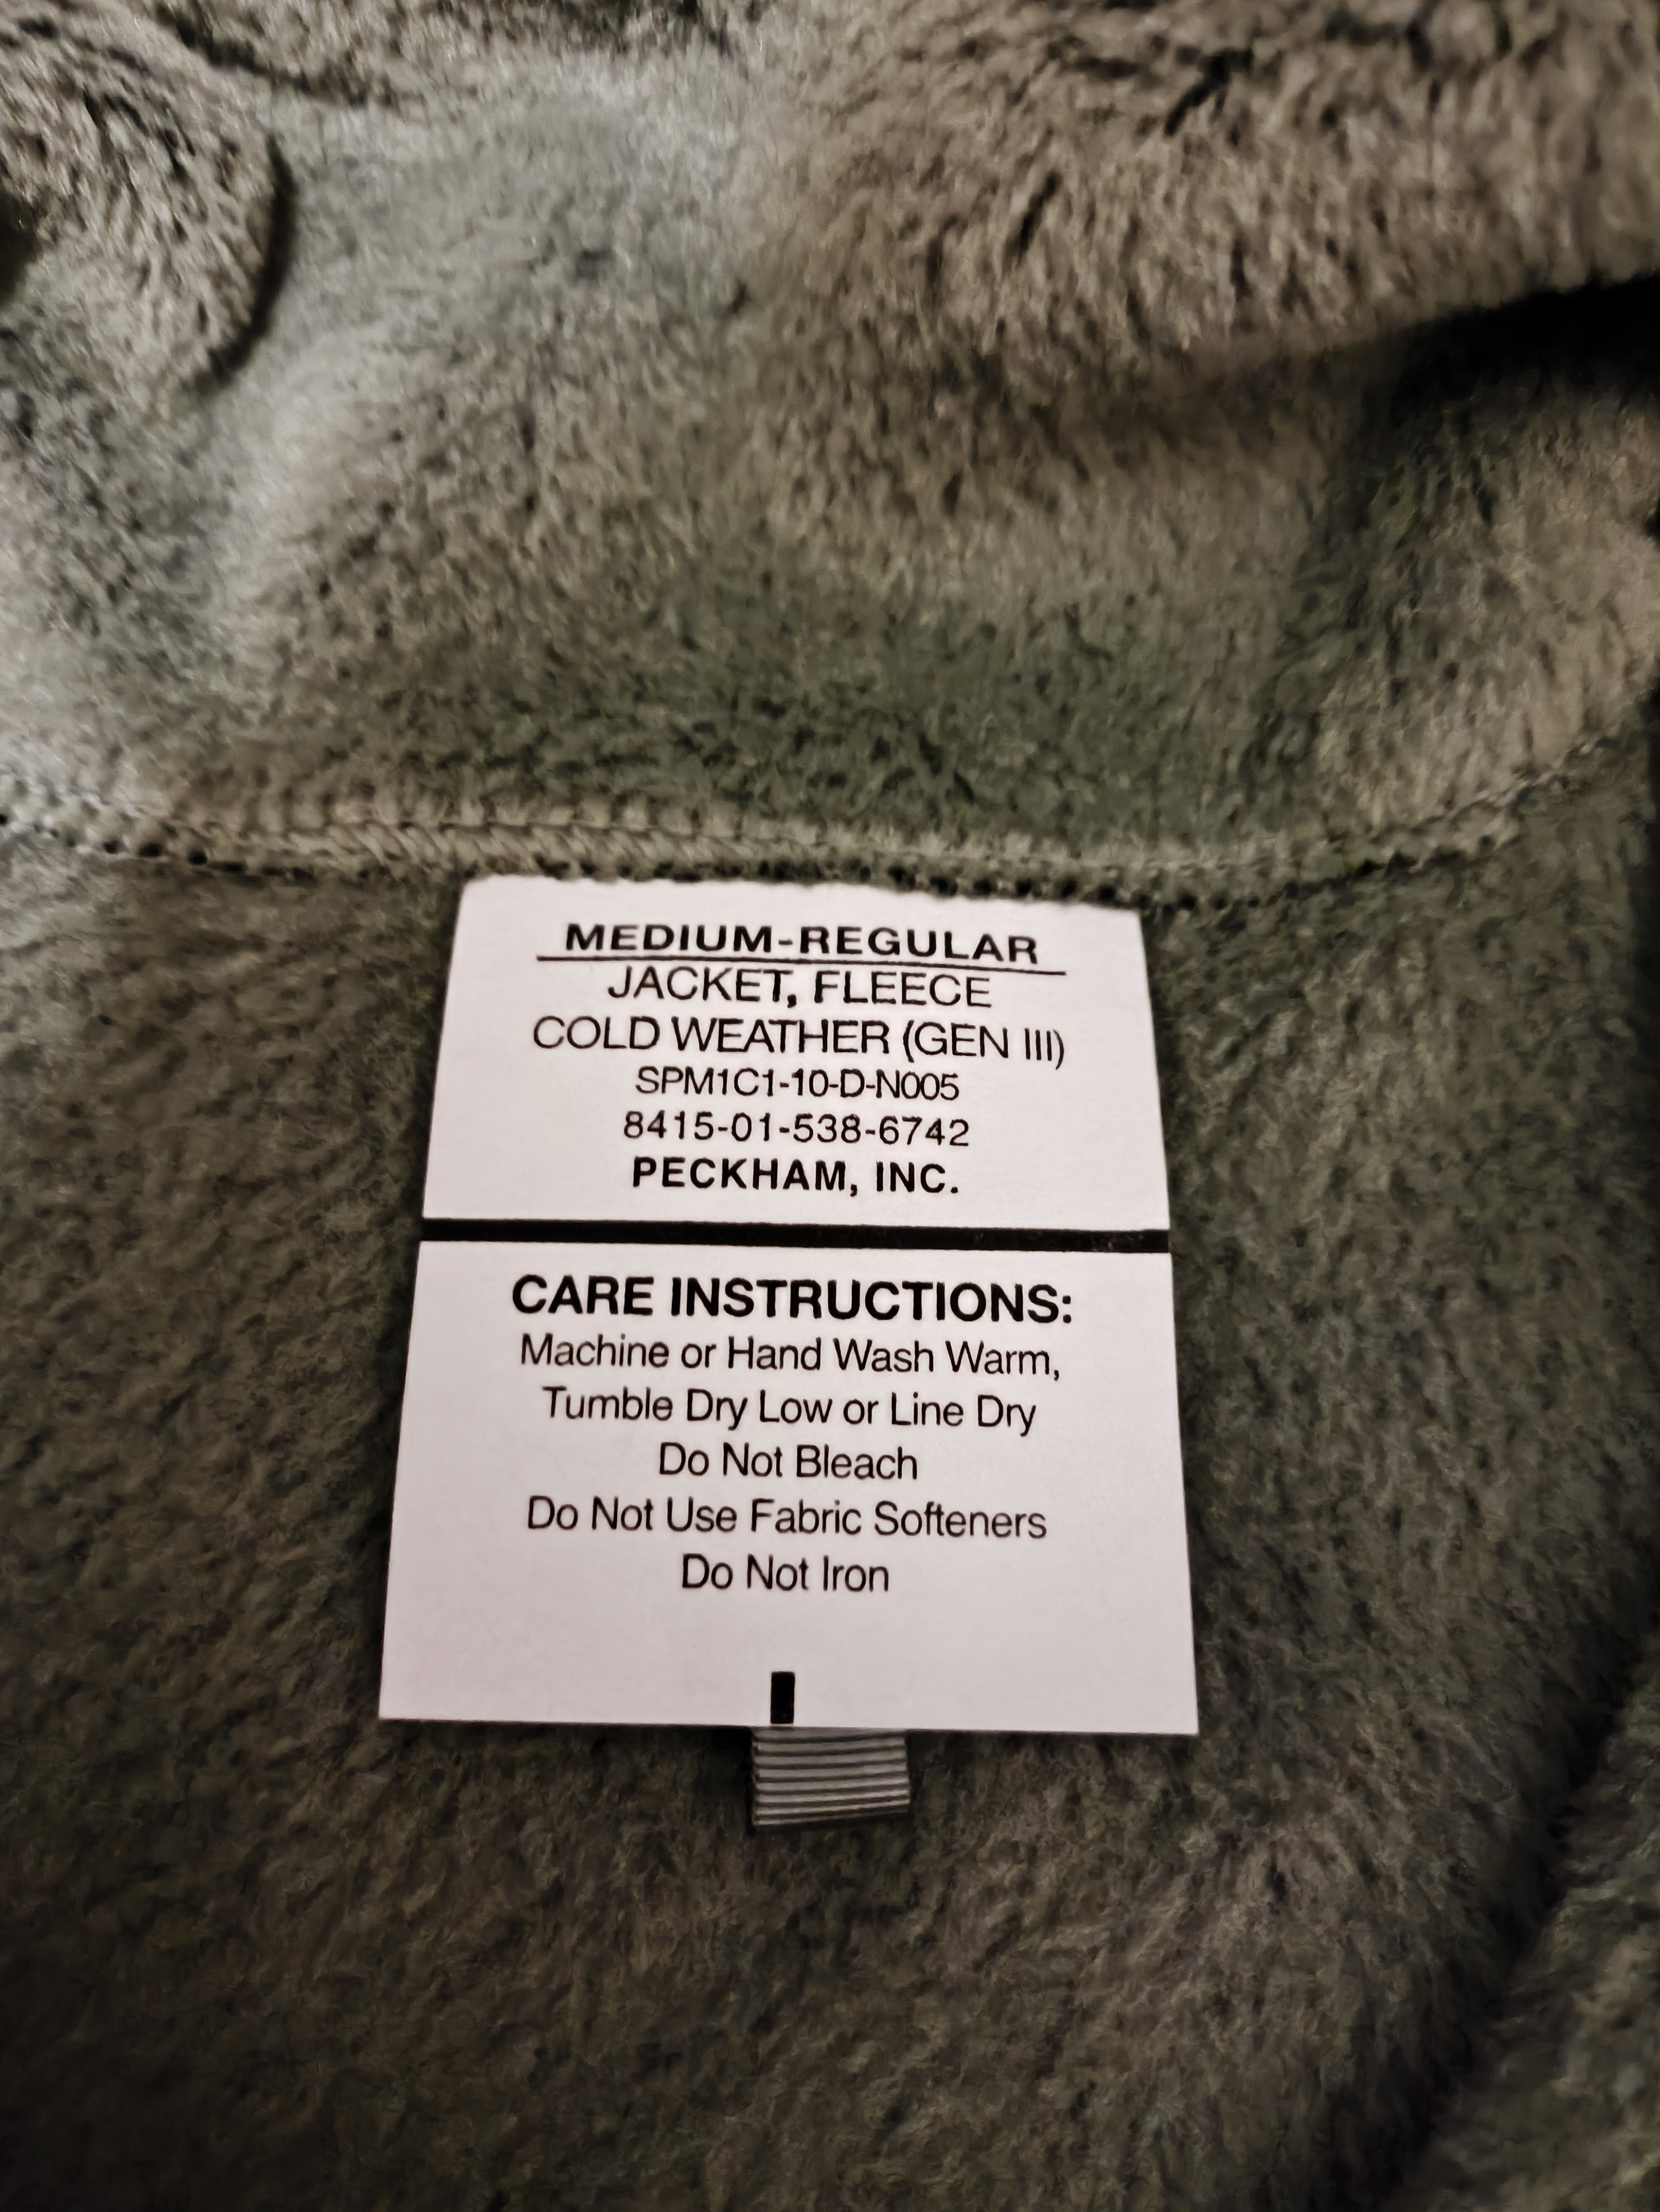 MEDIUM-REGULAR
JACKET, FLEECE
COLD WEATHER (GEN III)
SPM1C1-10-D-N005
8415-01-538-6742
PECKHAM, INC.
CARE INSTRUCTIONS:
Machine or Hand Wash Warm,
Tumble Dry Low or Line Dry
Do Not Bleach
Do Not Use Fabric Softeners
Do Not Iron